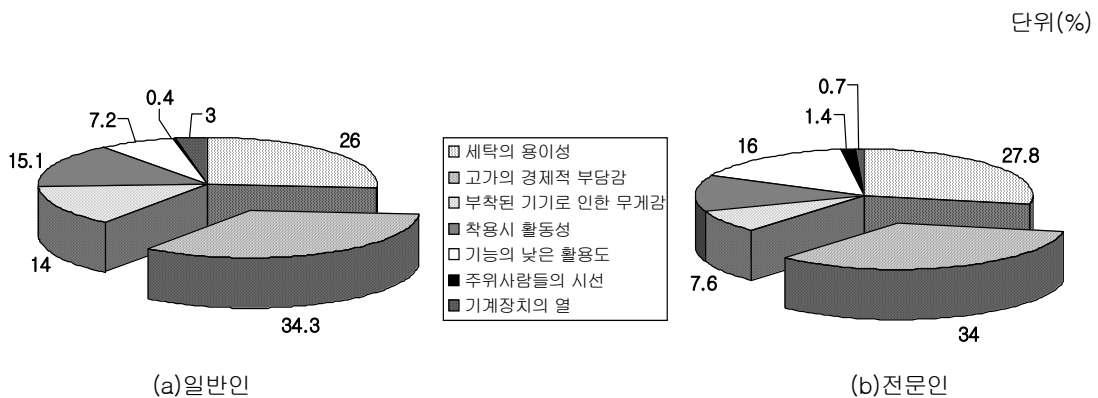 단위(%)
0.4
3
7.2
26
15.1
14
34.3
세탁의 용이성
고가의 경제적 부담감
부착된 기기로 인한 무게감
착용시 활동성
기능의 낮은 활용도
주위사람들의 시선
기계장치의 열
0.7
1.4
16
27.8
7.6
34
(a)일반인
(b)전문인